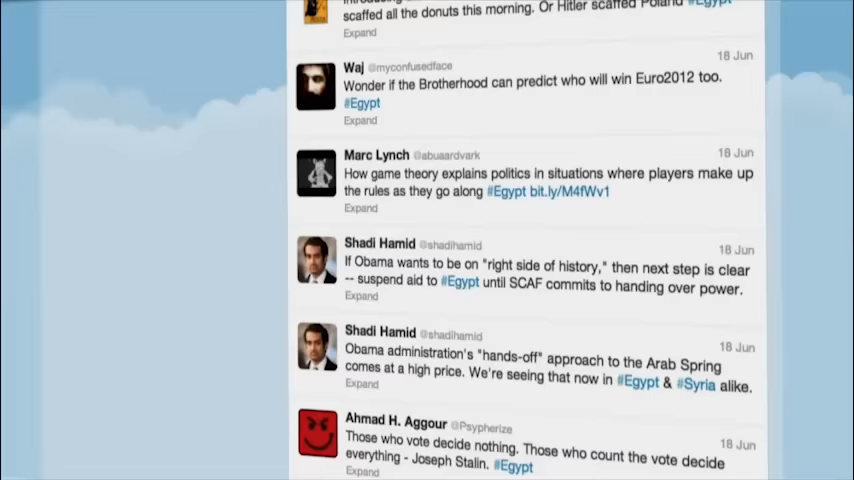 scaffed all the donuts this morning. Or Hitler scaffed Poland #Egypt
Expand
Waj @myconfusedface
18 Jun
Wonder if the Brotherhood can predict who will win Euro2012 too.
#Egypt
Expand
Marc Lynch @abuaardvark
18 Jun
How game theory explains politics in situations where players make up
the rules as they go along #Egypt bit.ly/M4fWv1
Expand
Shadi Hamid @shadihamid
18 Jun
If Obama wants to be on "right side of history," then next step is clear
-- suspend aid to #Egypt until SCAF commits to handing over power.
Expand
Shadi Hamid @shadihamid
18 Jun
Obama administration's "hands-off" approach to the Arab Spring
comes at a high price. We're seeing that now in #Egypt & #Syria alike.
Expand
Ahmad H. Aggour @Psypherize
18 Jun
Those who vote decide nothing. Those who count the vote decide
everything - Joseph Stalin. #Egypt
Expand